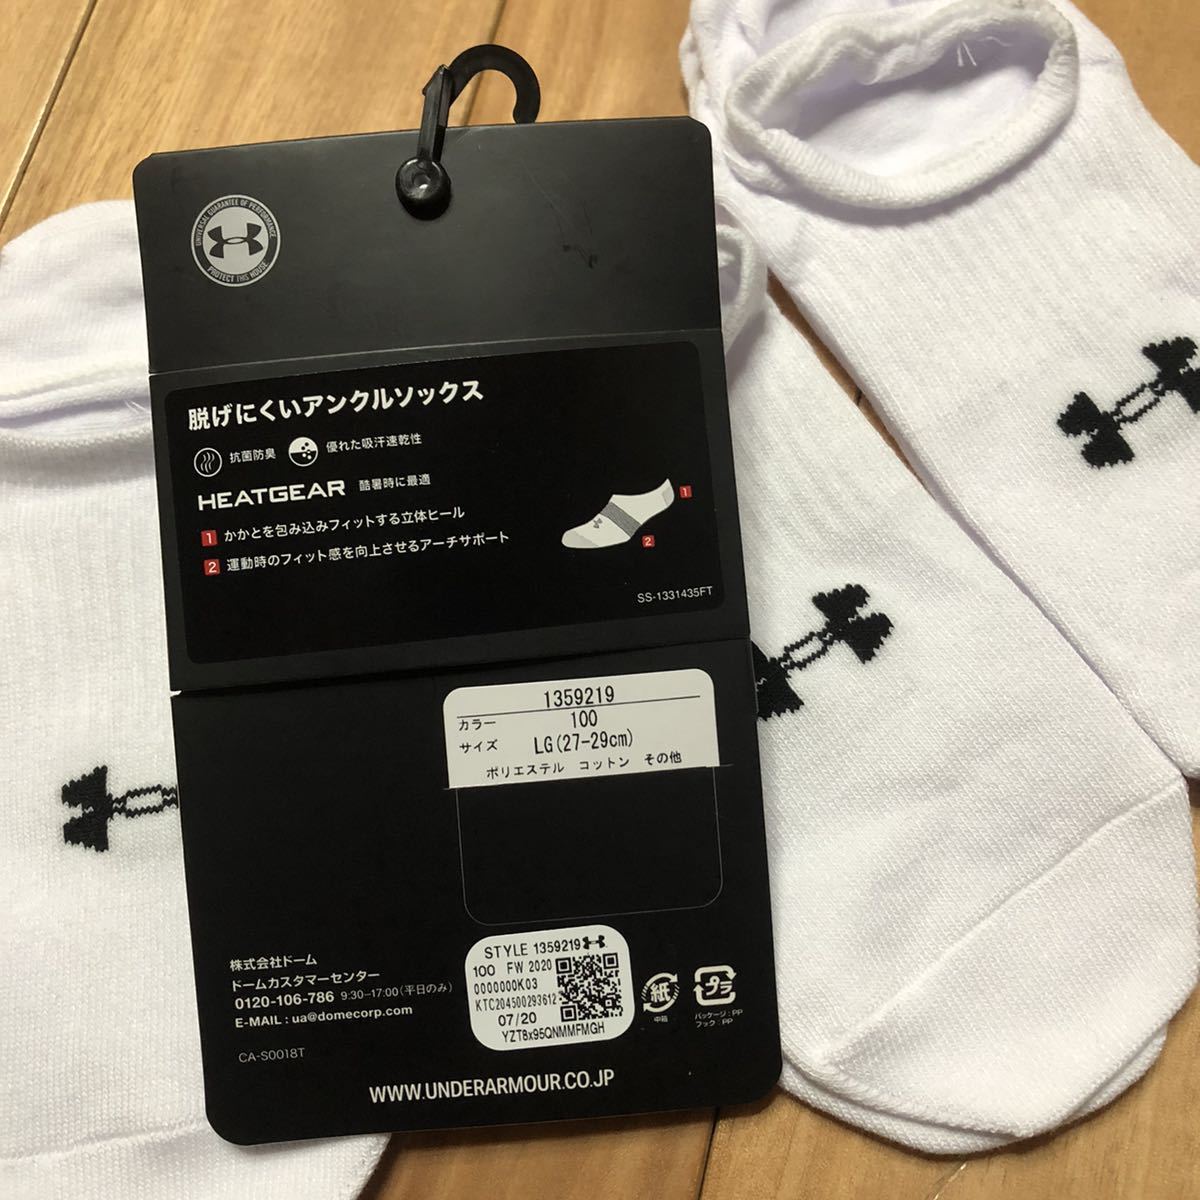 UNIVERSAL GUARANTEE OF PERFORMANCE
PROTECT THIS HOUSE
脱げにくいアンクルソックス
抗菌防臭
優れた吸汗速乾性
HEATGEAR 酷暑時に最適
1 かかとを包み込みフィットする立体ヒール
2 運動時のフィット感を向上させるアーチサポート
1
2
SS-1331435FT
1359219
カラー 100
サイズ LG(27-29cm)
ポリエステル コットン その他
株式会社ドーム
ドームカスタマーセンター
0120-106-786 9:30-17:00(平日のみ)
E-MAIL : ua@domecorp.com
CA-S0018T
STYLE 1359219
100 FW 2020
0000000K03
KTC204500293612
07/20
YZT8x95QNMMFMGH
紙
中箱
プラ
パッケージ : PP
フック : PP
WWW.UNDERARMOUR.CO.JP